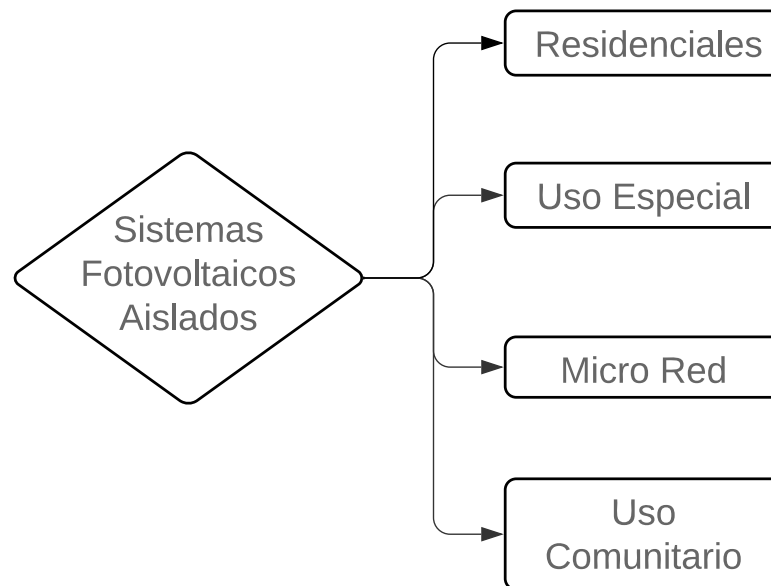 Residenciales
Uso Especial
Sistemas
Fotovoltaicos
Aislados
Micro Red
Uso
Comunitario